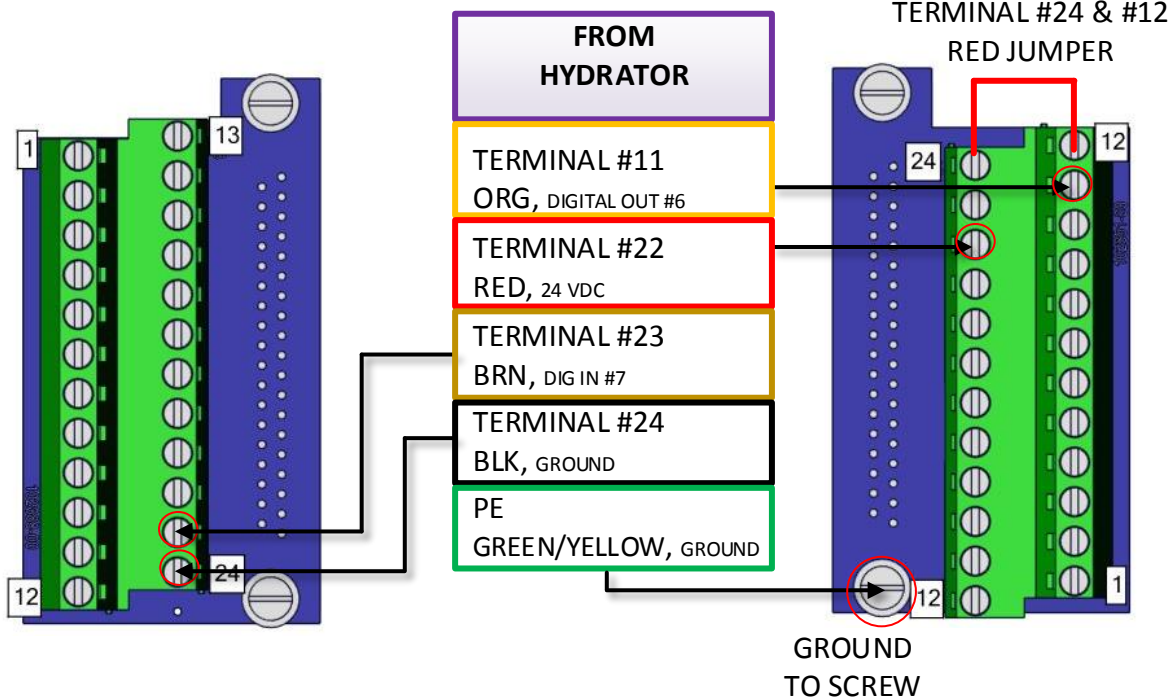 TERMINAL #24 & #12
RED JUMPER
FROM
HYDRATOR
1
13
12
24
24
12
12
1
TERMINAL #11
ORG, DIGITAL OUT #6
TERMINAL #22
RED, 24 VDC
TERMINAL #23
BRN, DIG IN #7
TERMINAL #24
BLK, GROUND
PE
GREEN/YELLOW, GROUND
GROUND
TO SCREW